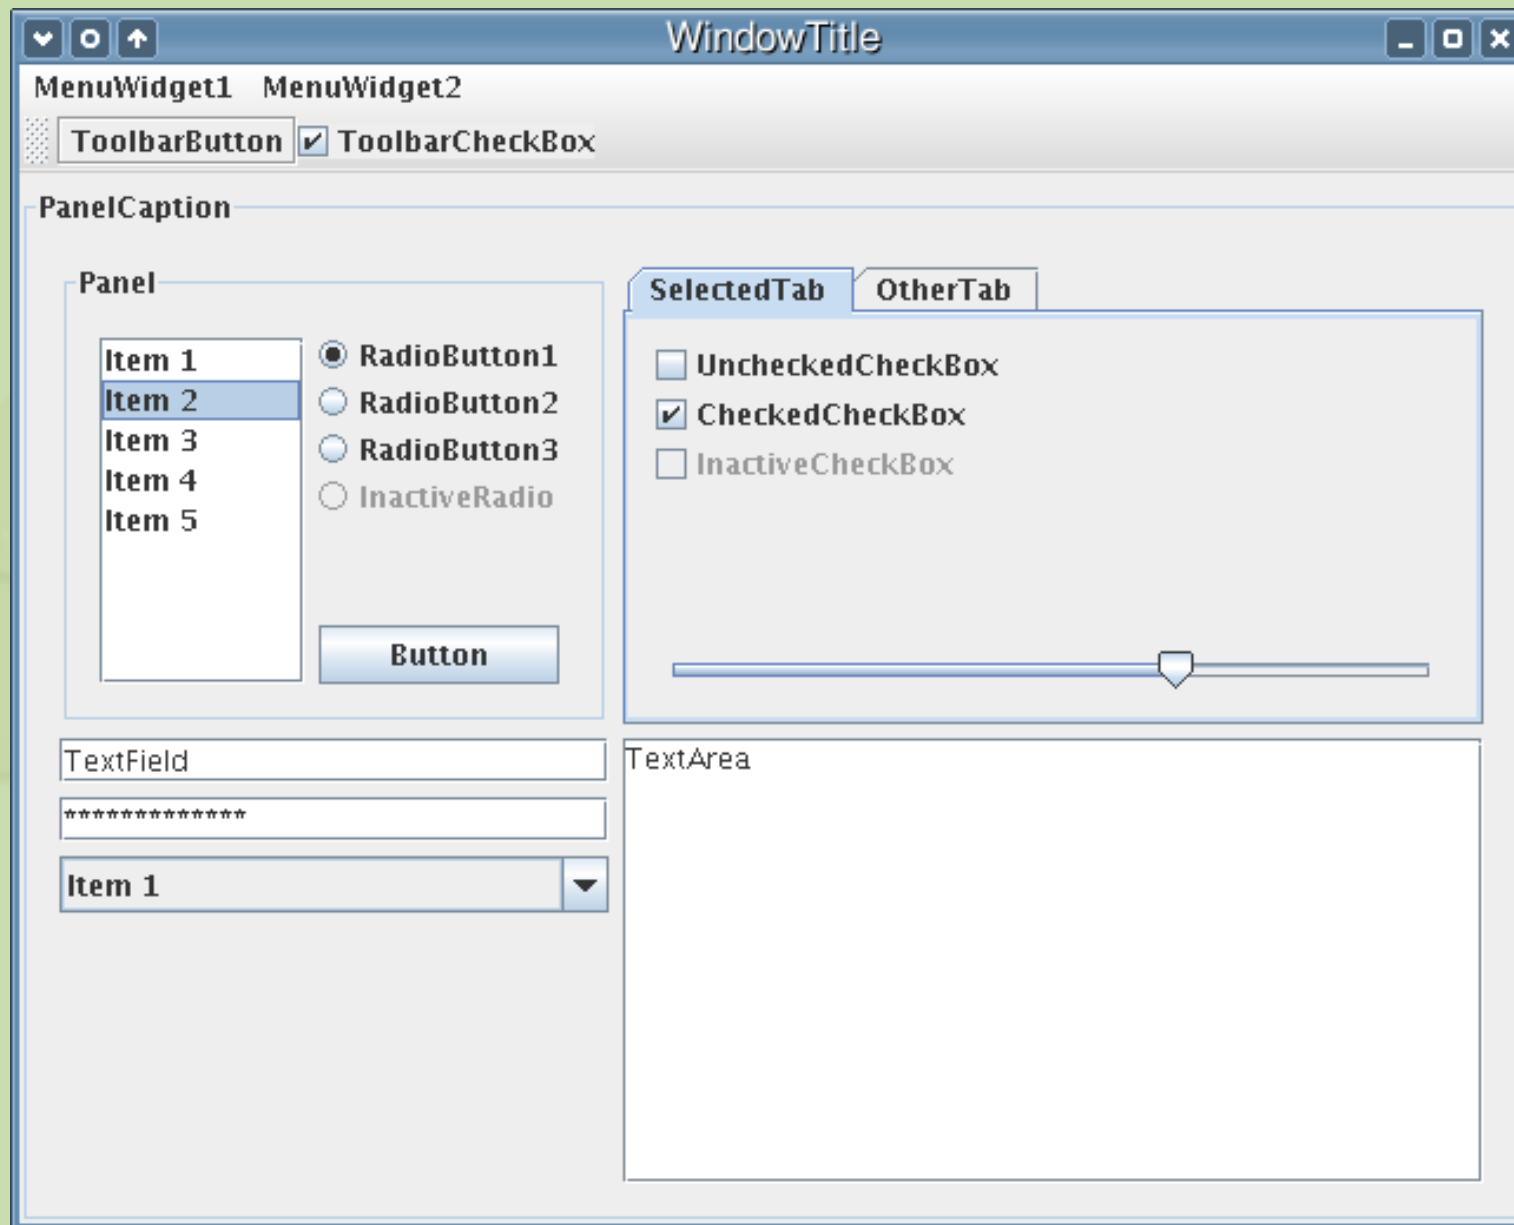 WindowTitle
MenuWidget1 MenuWidget2
ToolbarButton ToolbarCheckBox
PanelCaption
Panel
Item 1
Item 2
Item 3
Item 4
Item 5
RadioButton1
RadioButton2
RadioButton3
InactiveRadio
Button
SelectedTab OtherTab
UncheckedCheckBox
CheckedCheckBox
InactiveCheckBox
TextField
*************
Item 1
TextArea